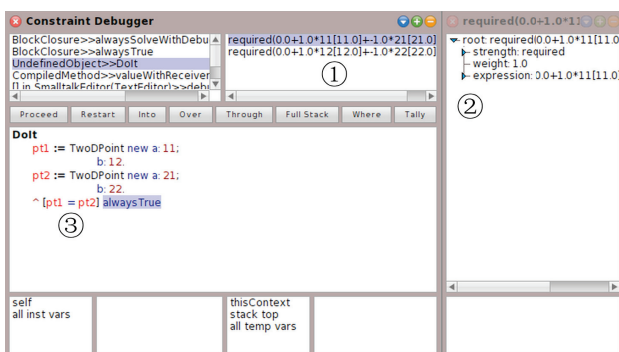 Constraint Debugger
required(0.0+1.0*11
BlockClosure>>alwaysSolveWithDebu
BlockClosure>>alwaysTrue
UndefinedObject>>DoIt
CompiledMethod>>valueWithReceiver
[] in SmalltalkEditor(TextEditor)>>debu
required(0.0+1.0*11[11.0]+-1.0*21[21.0]
required(0.0+1.0*12[12.0]+-1.0*22[22.0]
①
root: required(0.0+1.0*11[11.0
strength: required
weight: 1.0
expression: 0.0+1.0*11[11.0]
②
Proceed Restart Into Over Through Full Stack Where Tally
DoIt
pt1 := TwoDPoint new a: 11;
b: 12.
pt2 := TwoDPoint new a: 21;
b: 22.
^ [pt1 = pt2] alwaysTrue
③
self
all inst vars
thisContext
stack top
all temp vars